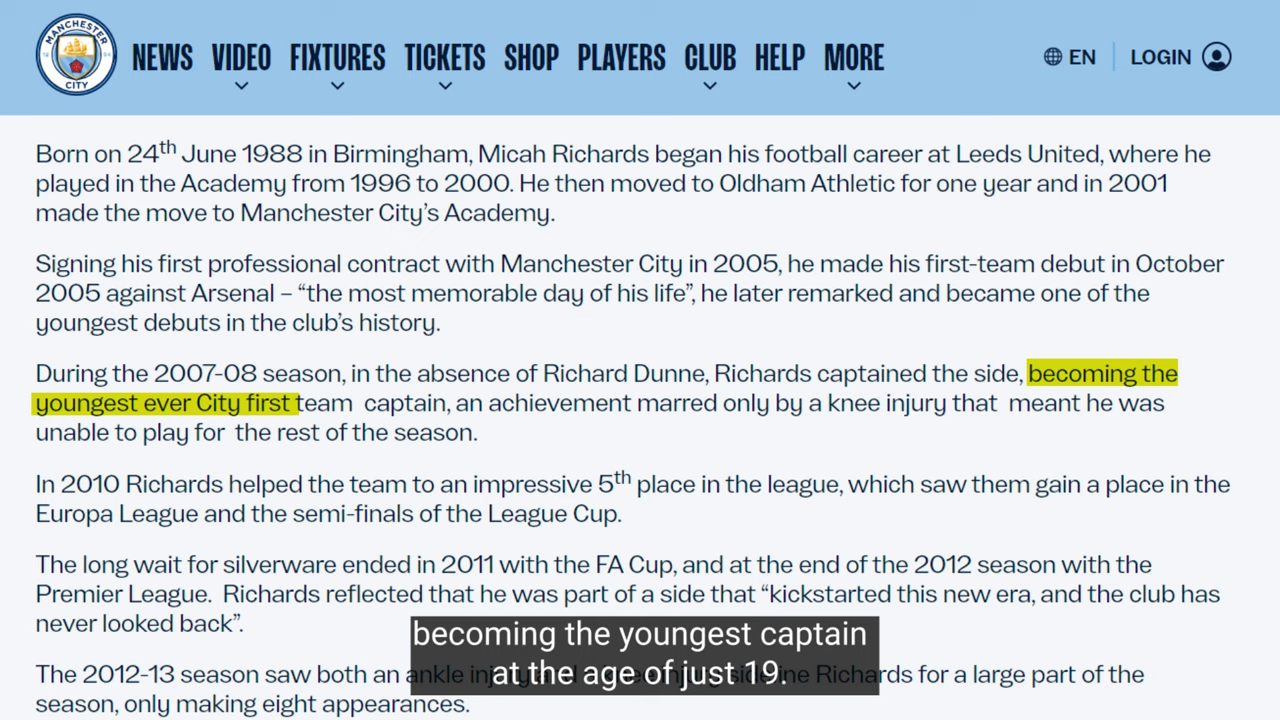 MANCHESTER
18 94
CITY
NEWS VIDEO FIXTURES TICKETS SHOP PLAYERS CLUB HELP MORE
EN LOGIN
Born on 24th June 1988 in Birmingham, Micah Richards began his football career at Leeds United, where he
played in the Academy from 1996 to 2000. He then moved to Oldham Athletic for one year and in 2001
made the move to Manchester City’s Academy.
Signing his first professional contract with Manchester City in 2005, he made his first-team debut in October
2005 against Arsenal – “the most memorable day of his life”, he later remarked and became one of the
youngest debuts in the club’s history.
During the 2007-08 season, in the absence of Richard Dunne, Richards captained the side, becoming the
youngest ever City first team captain, an achievement marred only by a knee injury that meant he was
unable to play for the rest of the season.
In 2010 Richards helped the team to an impressive 5th place in the league, which saw them gain a place in the
Europa League and the semi-finals of the League Cup.
The long wait for silverware ended in 2011 with the FA Cup, and at the end of the 2012 season with the
Premier League. Richards reflected that he was part of a side that “kickstarted this new era, and the club has
never looked back”.
becoming the youngest captain
at the age of just 19.
The 2012-13 season saw both an ankle Richards for a large part of the
season, only making eight appearances.